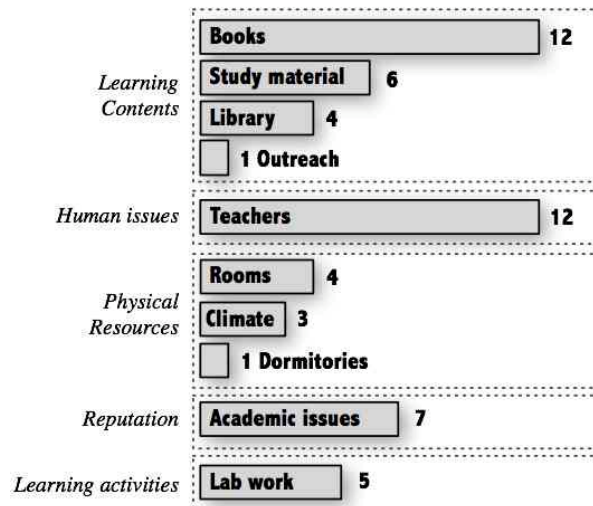 Books 12
Learning
Contents
Study material 6
Library 4
1 Outreach
Human issues
Teachers 12
Physical
Resources
Rooms 4
Climate 3
1 Dormitories
Reputation
Academic issues 7
Learning activities
Lab work 5